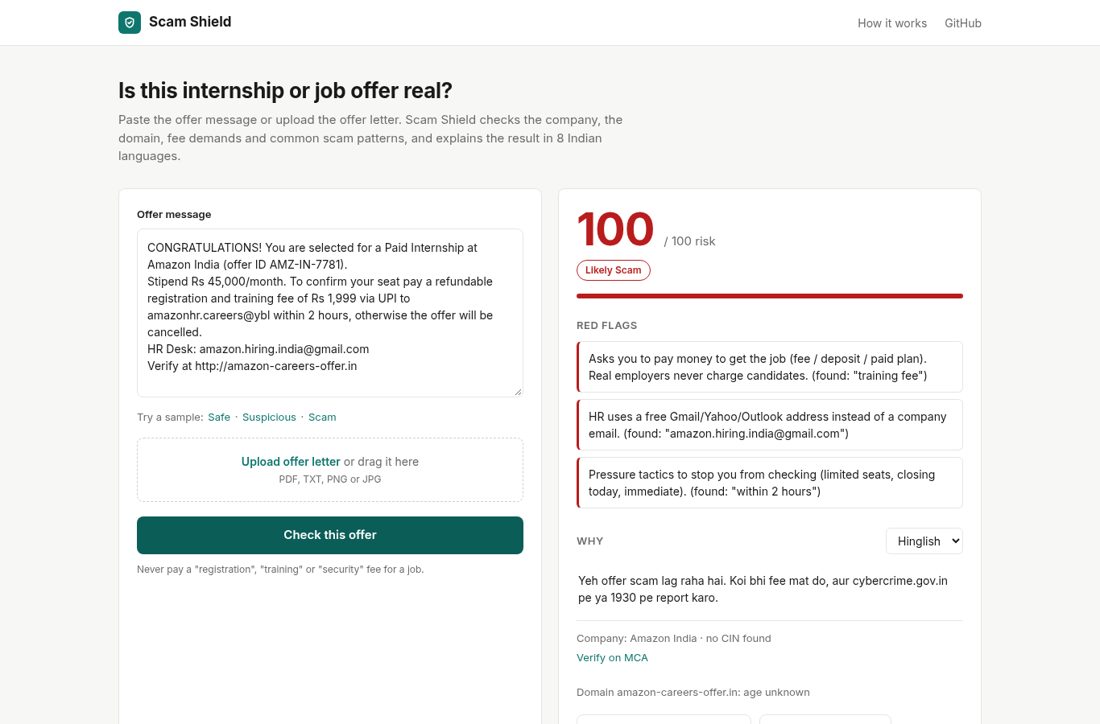 Scam Shield
How it works
GitHub
Is this internship or job offer real?
Paste the offer message or upload the offer letter. Scam Shield checks the company, the
domain, fee demands and common scam patterns, and explains the result in 8 Indian
languages.
Offer message
CONGRATULATIONS! You are selected for a Paid Internship at
Amazon India (offer ID AMZ-IN-7781).
Stipend Rs 45,000/month. To confirm your seat pay a refundable
registration and training fee of Rs 1,999 via UPI to
amazonhr.careers@ybl within 2 hours, otherwise the offer will be
cancelled.
HR Desk: amazon.hiring.india@gmail.com
Verify at http://amazon-careers-offer.in
Try a sample: Safe · Suspicious · Scam
Upload offer letter or drag it here
PDF, TXT, PNG or JPG
Check this offer
Never pay a "registration", "training" or "security" fee for a job.
100 / 100 risk
Likely Scam
RED FLAGS
Asks you to pay money to get the job (fee / deposit / paid plan).
Real employers never charge candidates. (found: "training fee")
HR uses a free Gmail/Yahoo/Outlook address instead of a company
email. (found: "amazon.hiring.india@gmail.com")
Pressure tactics to stop you from checking (limited seats, closing
today, immediate). (found: "within 2 hours")
WHY
Hinglish
Yeh offer scam lag raha hai. Koi bhi fee mat do, aur cybercrime.gov.in
pe ya 1930 pe report karo.
Company: Amazon India · no CIN found
Verify on MCA
Domain amazon-careers-offer.in: age unknown